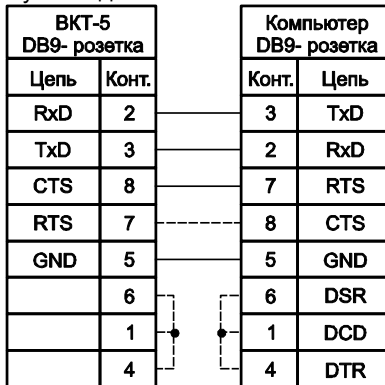 ВКТ-5 Компьютер
DB9- розетка DB9- розетка
Цепь Конт. Конт. Цепь
RxD 2 3 TxD
TxD 3 2 RxD
CTS 8 7 RTS
RTS 7 8 CTS
GND 5 5 GND
6 6 DSR
1 1 DCD
4 4 DTR